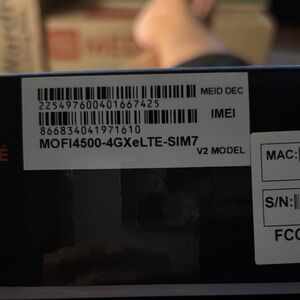 MEID DEC
225497600401667425
IMEI
866834041971610
MOFI4500-4GXeLTE-SIM7
V2 MODEL
MAC:
S/N:
FCC